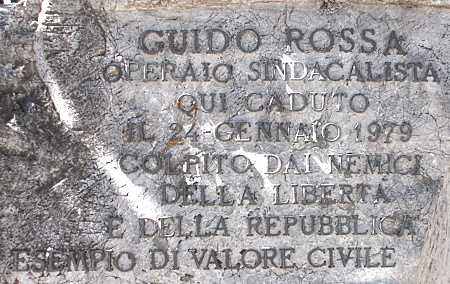 GUIDO ROSSA
OPERAIO SINDACALISTA
QUI CADUTO
IL 24-GENNAIO 1979
COLPITO DAI NEMICI
DELLA LIBERTA
E DELLA REPUBBLICA
ESEMPIO DI VALORE CIVILE